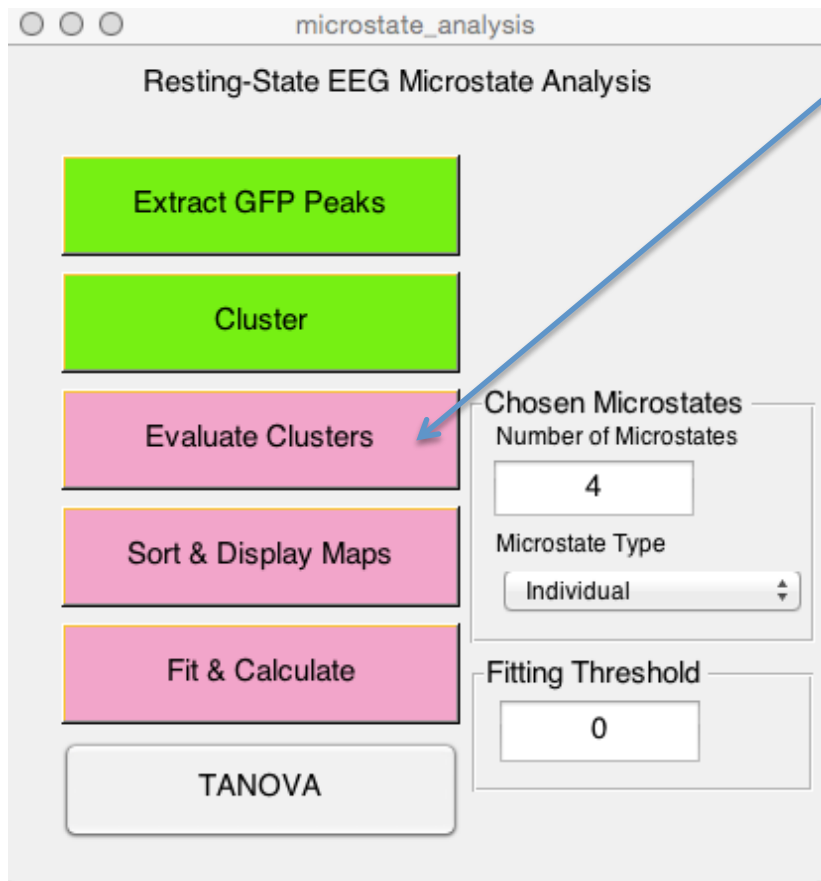 microstate_analysis
Resting-State EEG Microstate Analysis
Extract GFP Peaks
Cluster
Evaluate Clusters
Sort & Display Maps
Fit & Calculate
TANOVA
Chosen Microstates
Number of Microstates
4
Microstate Type
Individual
Fitting Threshold
0